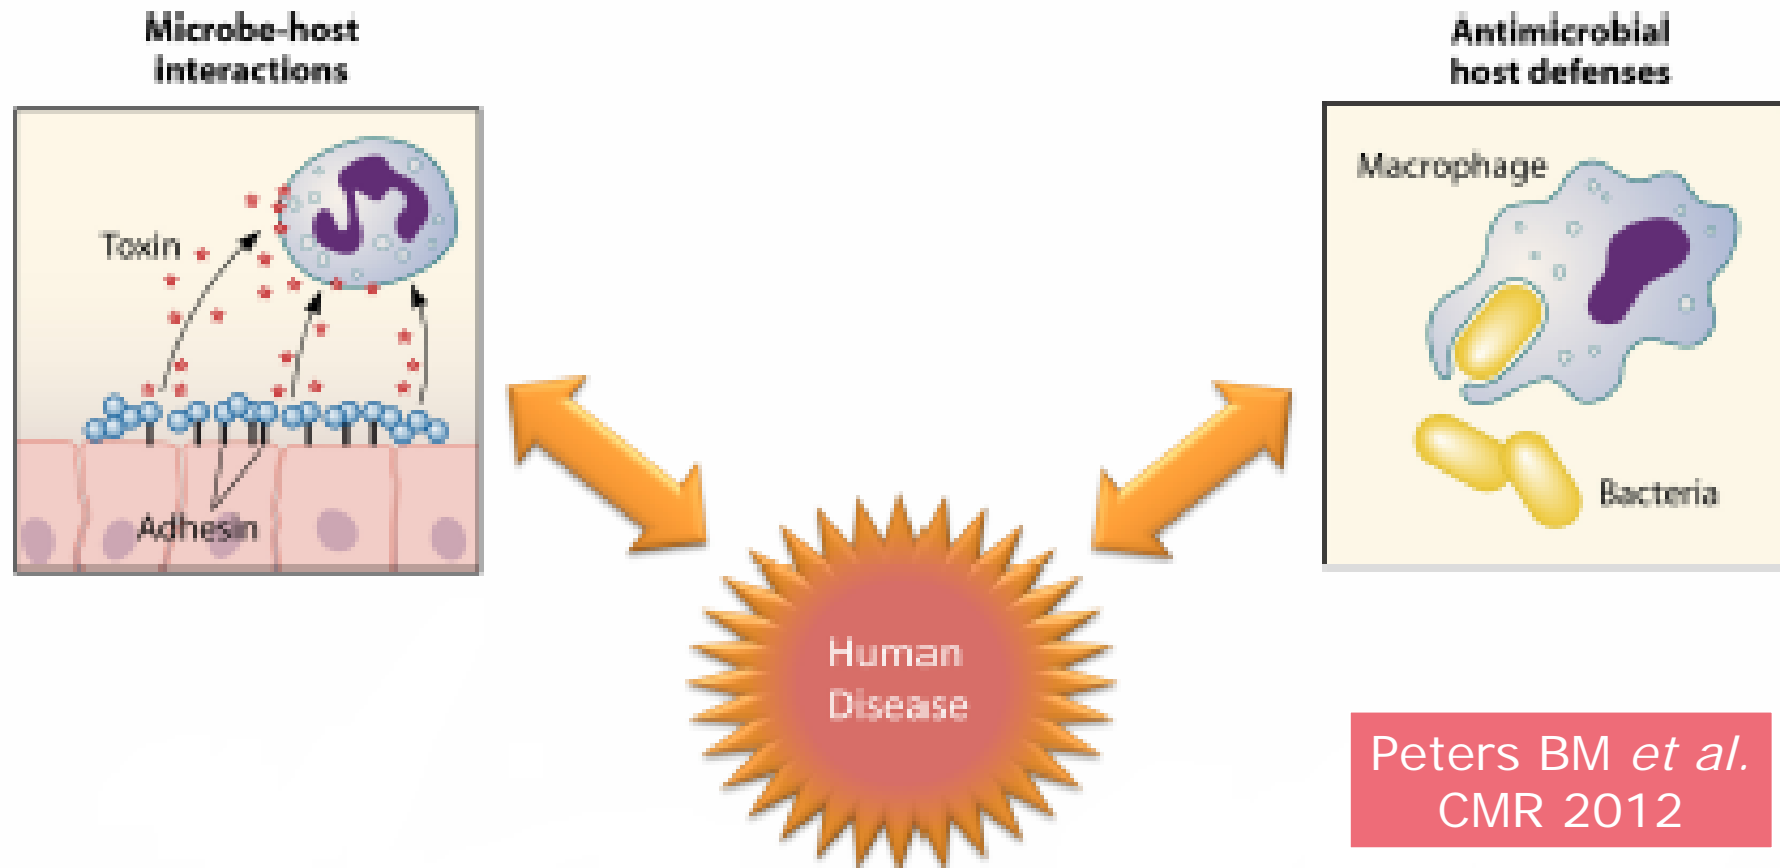 Microbe-host
interactions
Toxin
Adhesin
Antimicrobial
host defenses
Macrophage
Bacteria
Human
Disease
Peters BM et al.
CMR 2012